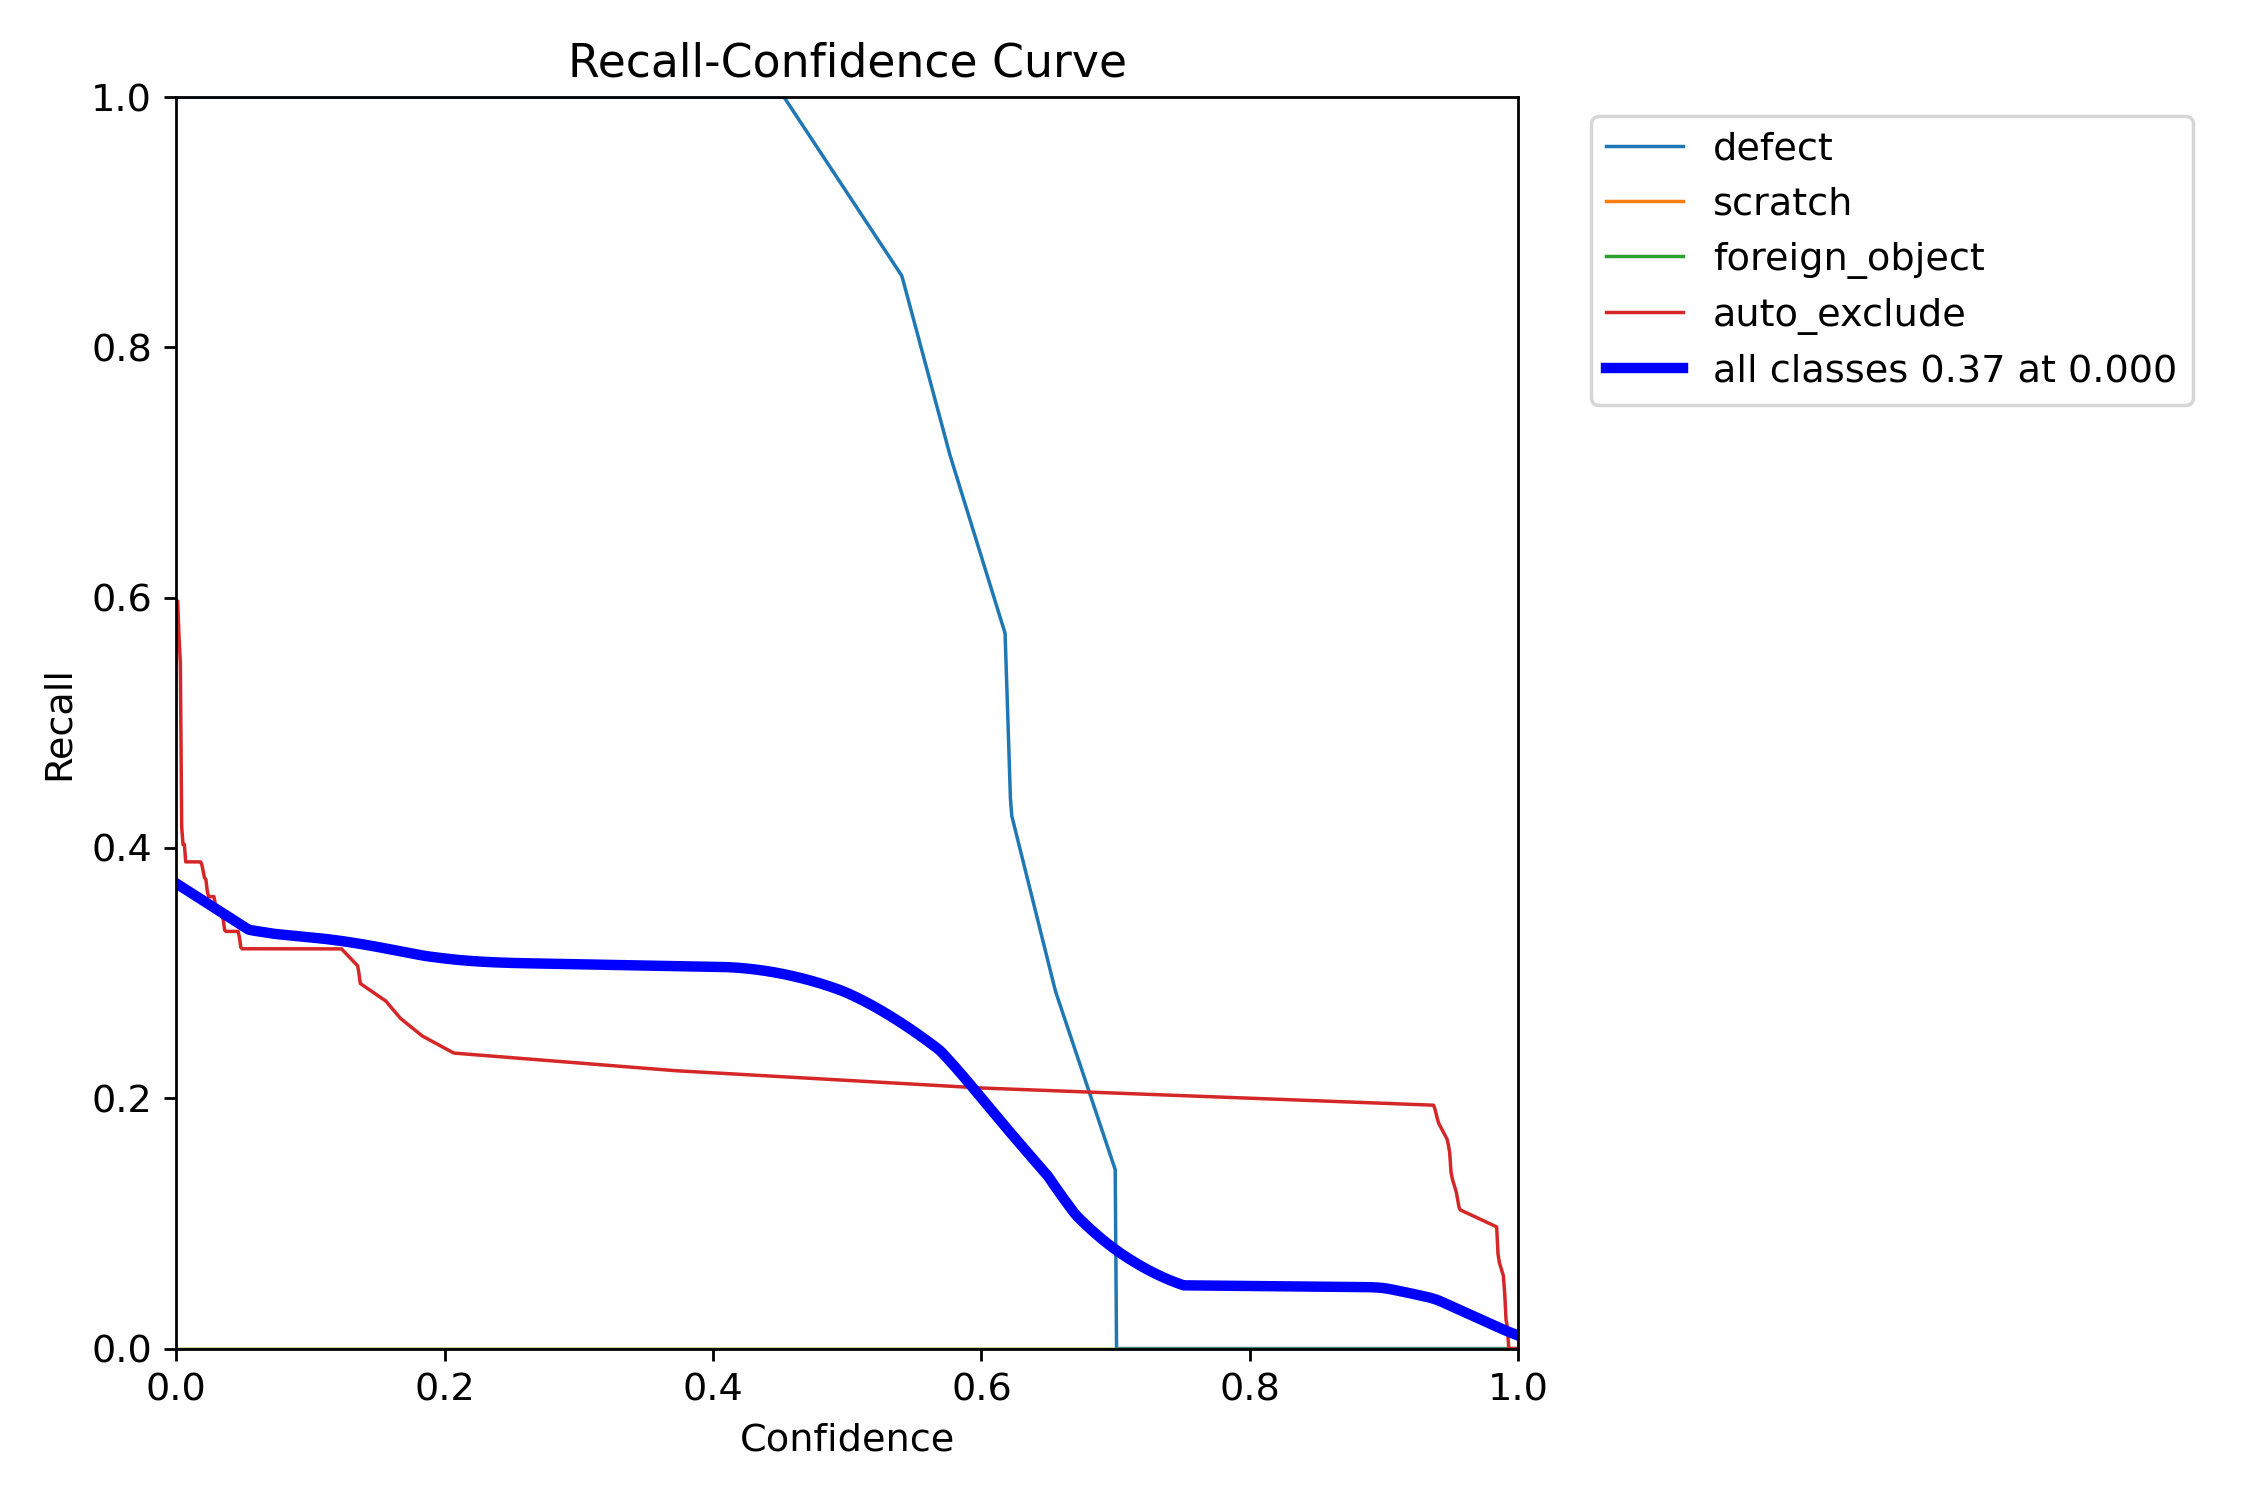 Recall-Confidence Curve
1.0
0.8
0.6
0.4
0.2
0.0
Recall
0.0 0.2 0.4 0.6 0.8 1.0
Confidence
defect
scratch
foreign_object
auto_exclude
all classes 0.37 at 0.000